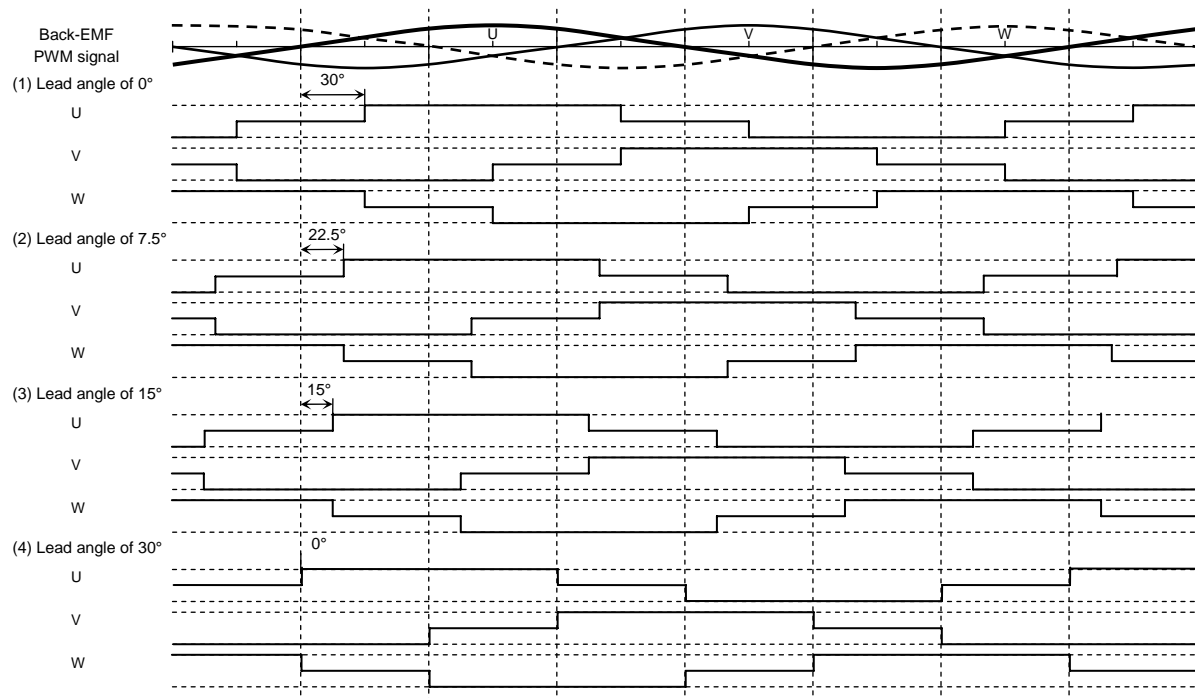 Back-EMF
PWM signal
U
V
W
(1) Lead angle of 0°
30°
U
V
W
(2) Lead angle of 7.5°
22.5°
U
V
W
(3) Lead angle of 15°
15°
U
V
W
(4) Lead angle of 30°
0°
U
V
W